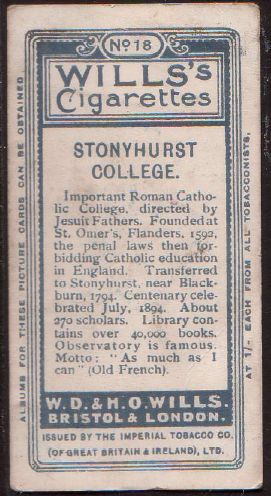 No 18
WILLS's
Cigarettes
STONYHURST
COLLEGE.
Important Roman Catho-
lic College, directed by
Jesuit Fathers. Founded at
St. Omer's, Flanders, 1592,
the penal laws then for-
bidding Catholic education
in England. Transferred
to Stonyhurst, near Black-
burn, 1794. Centenary cele-
brated July, 1894. About
270 scholars. Library con-
tains over 40,000 books.
Observatory is famous.
Motto: "As much as I
can" (Old French).
W.D.&H.O.WILLS.
BRISTOL & LONDON.
ISSUED BY THE IMPERIAL TOBACCO CO.
(OF GREAT BRITAIN & IRELAND), LTD.
ALBUMS FOR THESE PICTURE CARDS CAN BE OBTAINED
AT 1/- EACH FROM ALL TOBACCONISTS,